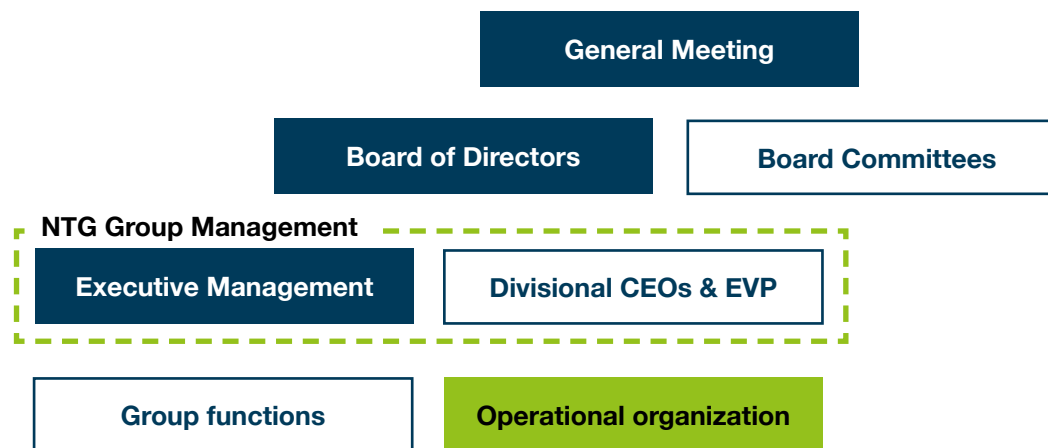 General Meeting
Board of Directors
Board Committees
NTG Group Management
Executive Management
Divisional CEOs & EVP
Group functions
Operational organization